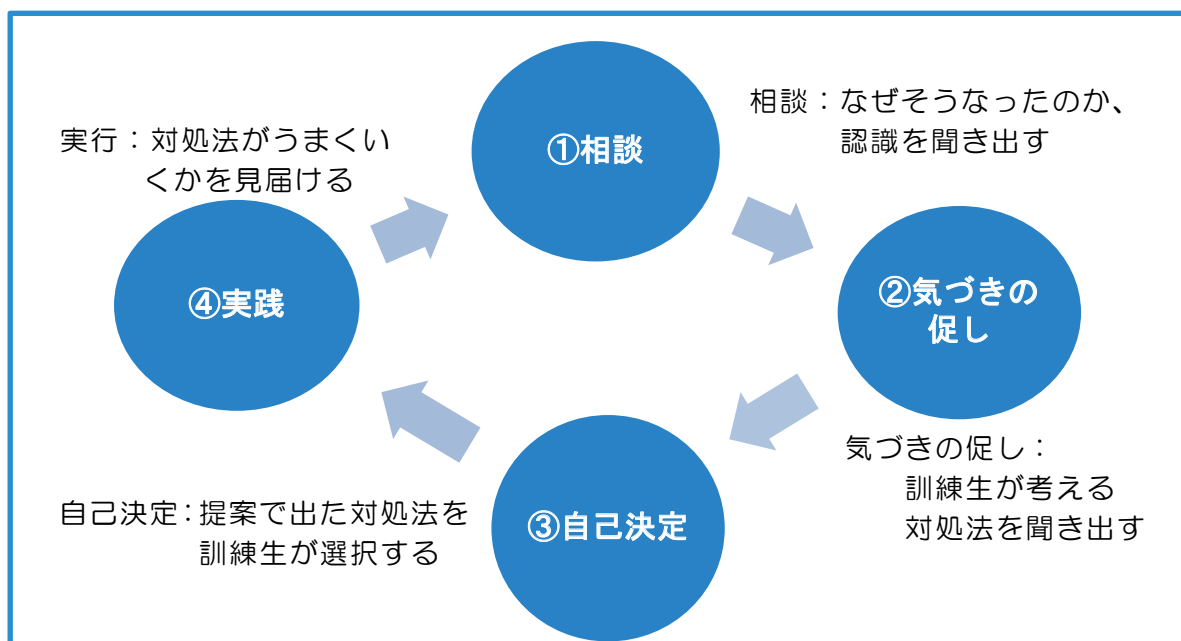 ①相談
相談：なぜそうなったのか、
認識を聞き出す
②気づきの
促し
気づきの促し：
訓練生が考える
対処法を聞き出す
③自己決定
自己決定：提案で出た対処法を
訓練生が選択する
④実践
実行：対処法がうまくい
くかを見届ける